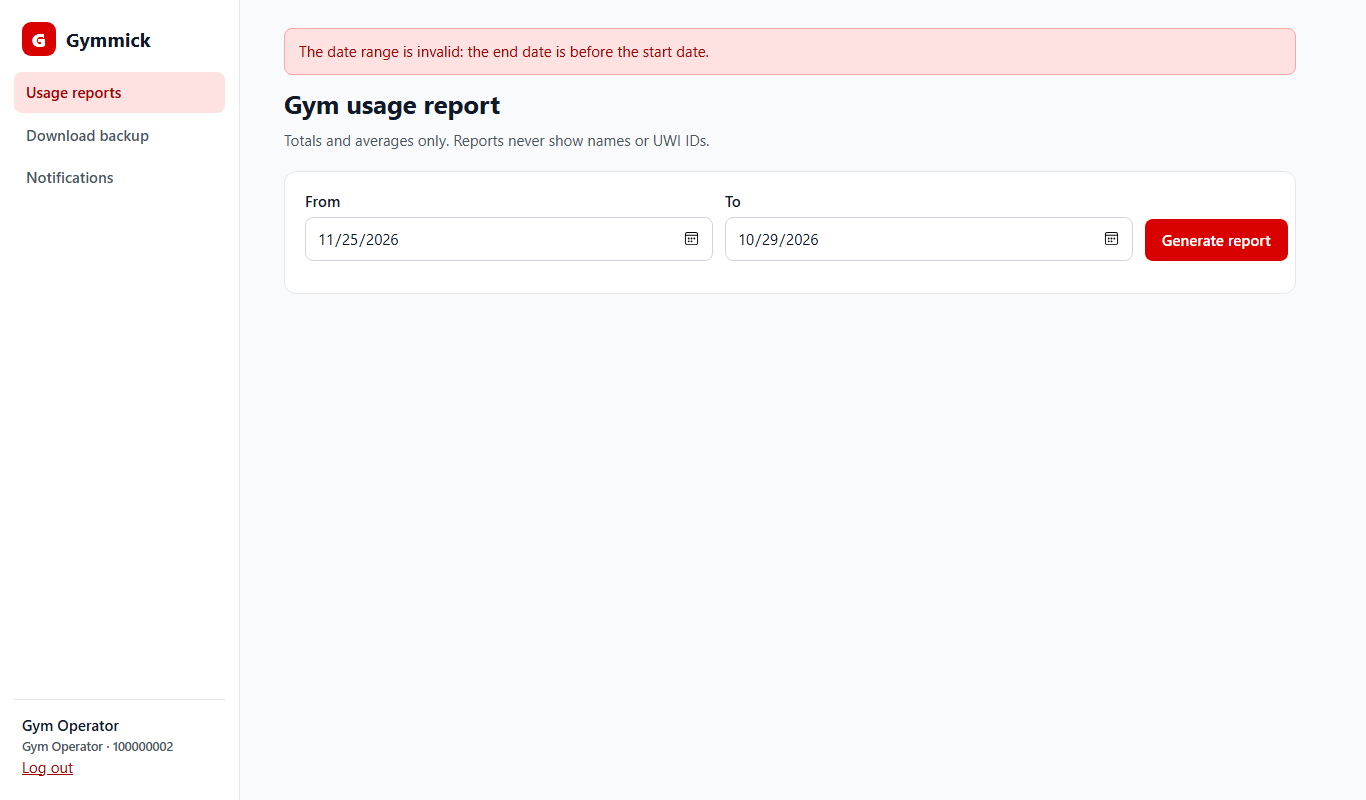 G Gymmick
Usage reports
Download backup
Notifications
Gym Operator
Gym Operator · 100000002
Log out
The date range is invalid: the end date is before the start date.
Gym usage report
Totals and averages only. Reports never show names or UWI IDs.
From
11/25/2026
To
10/29/2026
Generate report